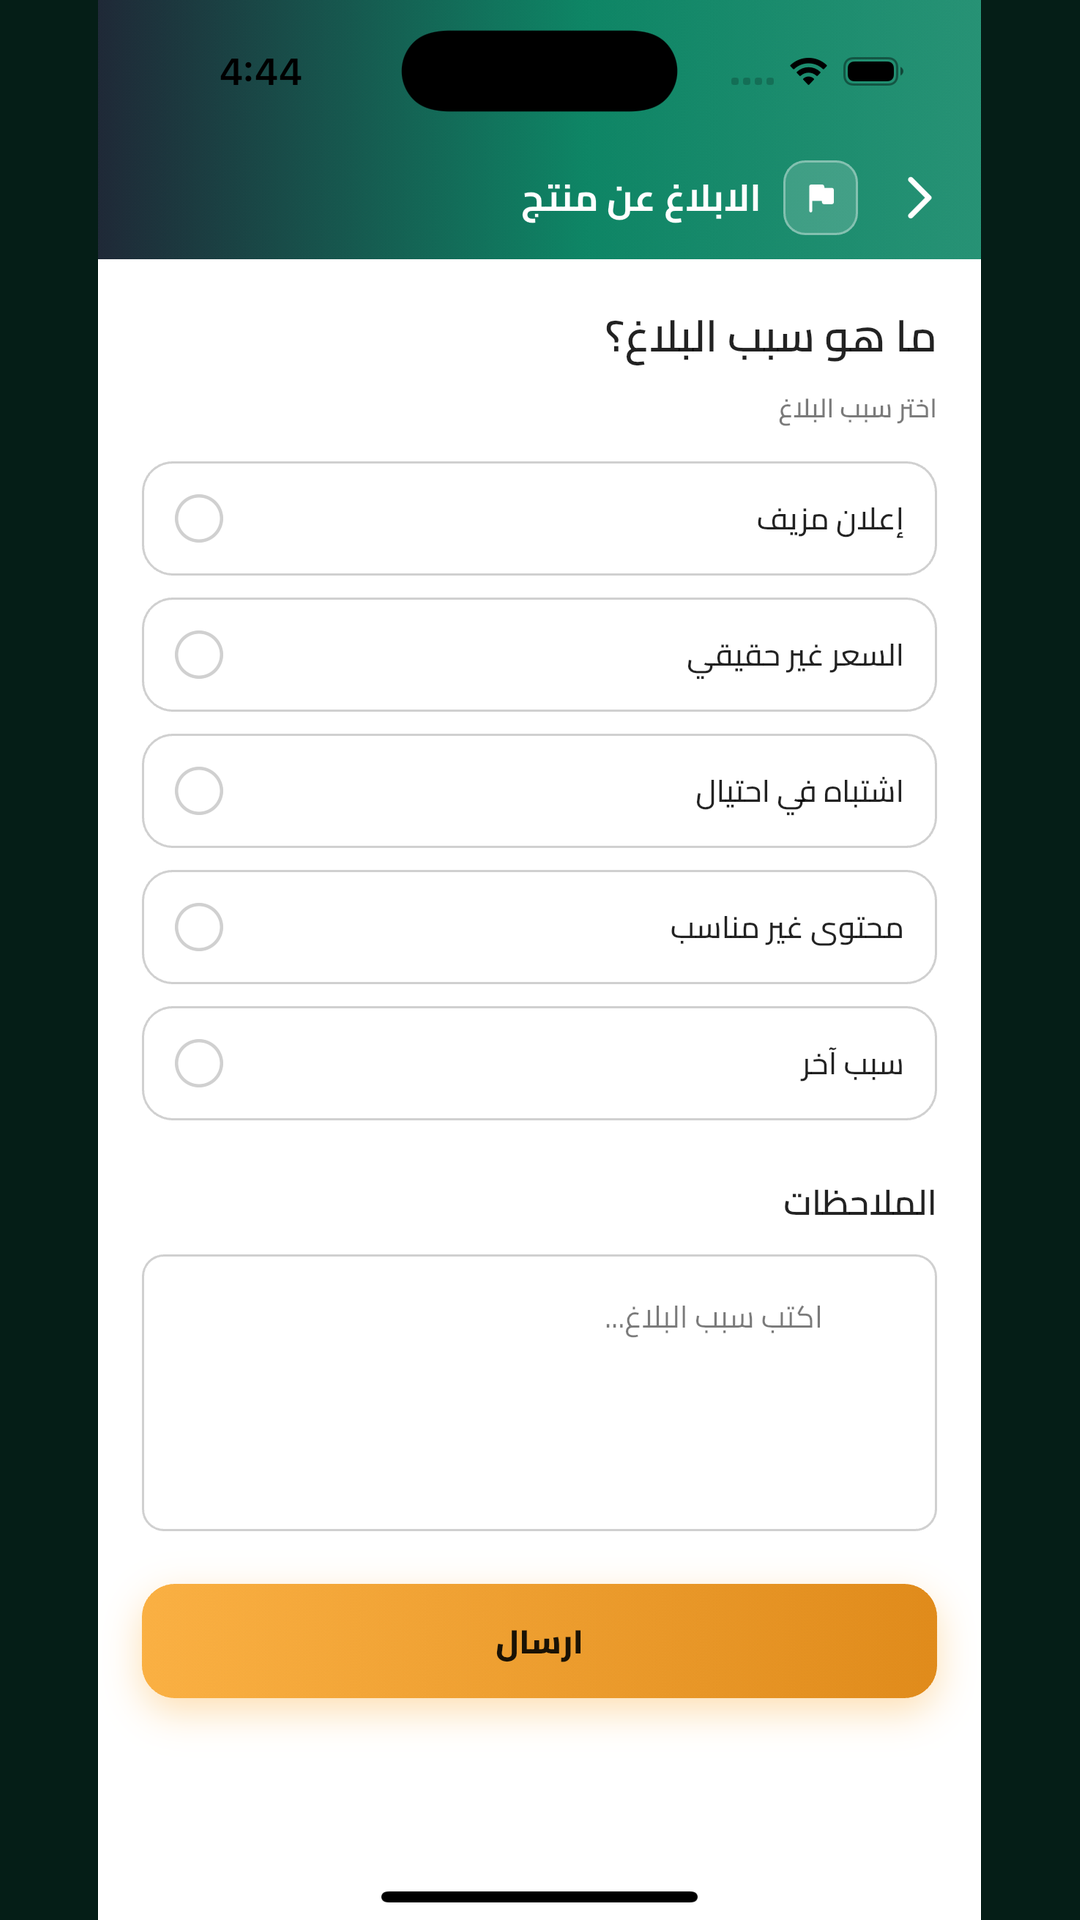 4:44
الابلاغ عن منتج
ما هو سبب البلاغ؟
اختر سبب البلاغ
إعلان مزيف
السعر غير حقيقي
اشتباه في احتيال
محتوى غير مناسب
سبب آخر
الملاحظات
اكتب سبب البلاغ...
ارسال